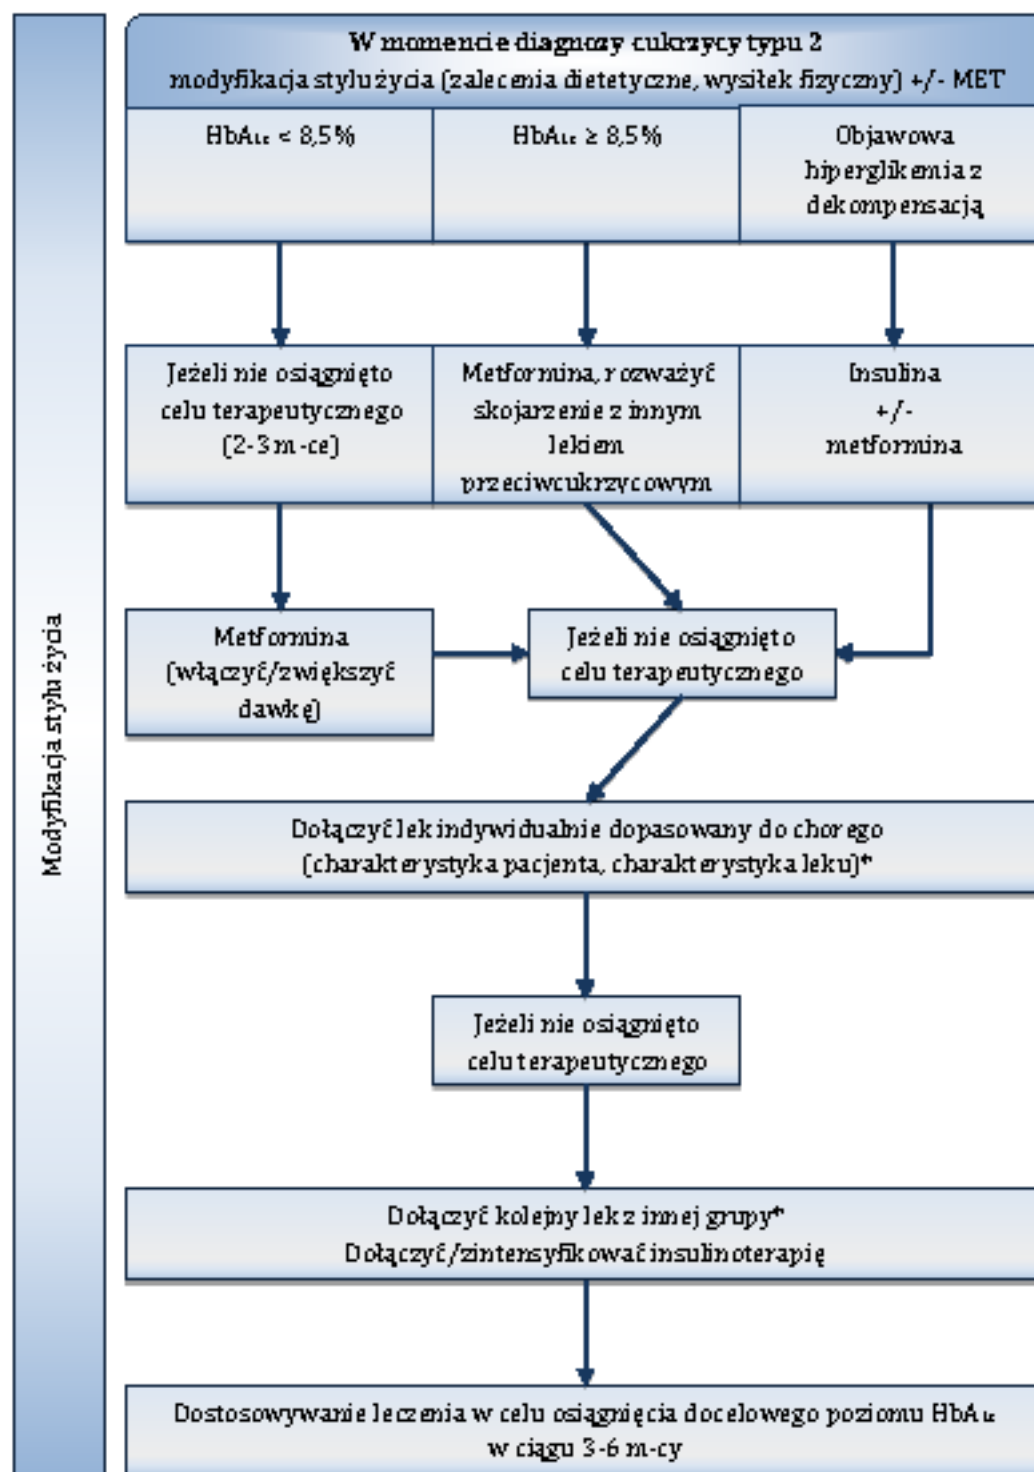 W momencie diagnozy cukrzycy typu 2
modyfikacja stylu życia (zalecenia dietetyczne, wysiłek fizyczny) +/- MET
HbA1c < 8,5%
HbA1c ≥ 8,5%
Objawowa
hiperglikemia z
dekompensacją
Jeżeli nie osiągnięto
celu terapeutycznego
(2-3 m-ce)
Metformina, rozważyć
skojarzenie z innym
lekiem
przeciwcukrzycowym
Insulina
+/-
metformina
Metformina
(włączyć/zwiększyć
dawkę)
Jeżeli nie osiągnięto
celu terapeutycznego
Dołączyć lek indywidualnie dopasowany do chorego
(charakterystyka pacjenta, charakterystyka leku)*
Jeżeli nie osiągnięto
celu terapeutycznego
Dołączyć kolejny lek z innej grupy*
Dołączyć/zintensyfikować insulinoterapię
Dostosowywanie leczenia w celu osiągnięcia docelowego poziomu HbA1c
w ciągu 3-6 m-cy
Modyfikacja stylu życia